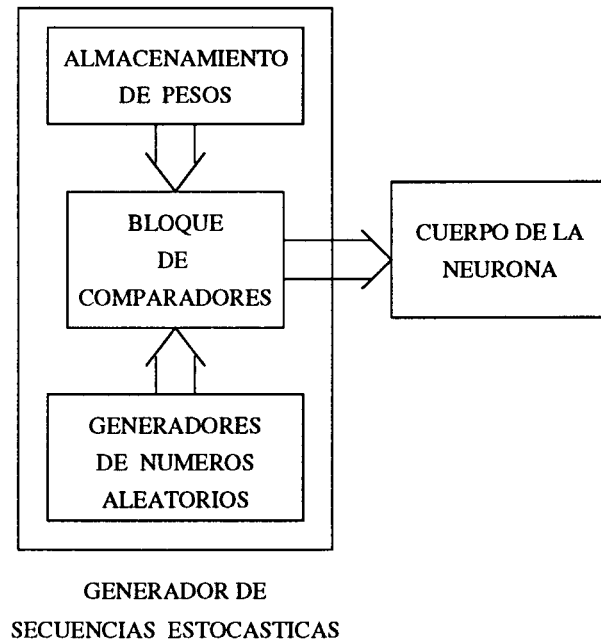 ALMACENAMIENTO
DE PESOS
BLOQUE
DE
COMPARADORES
CUERPO DE LA
NEURONA
GENERADORES
DE NUMEROS
ALEATORIOS
GENERADOR DE
SECUENCIAS ESTOCASTICAS